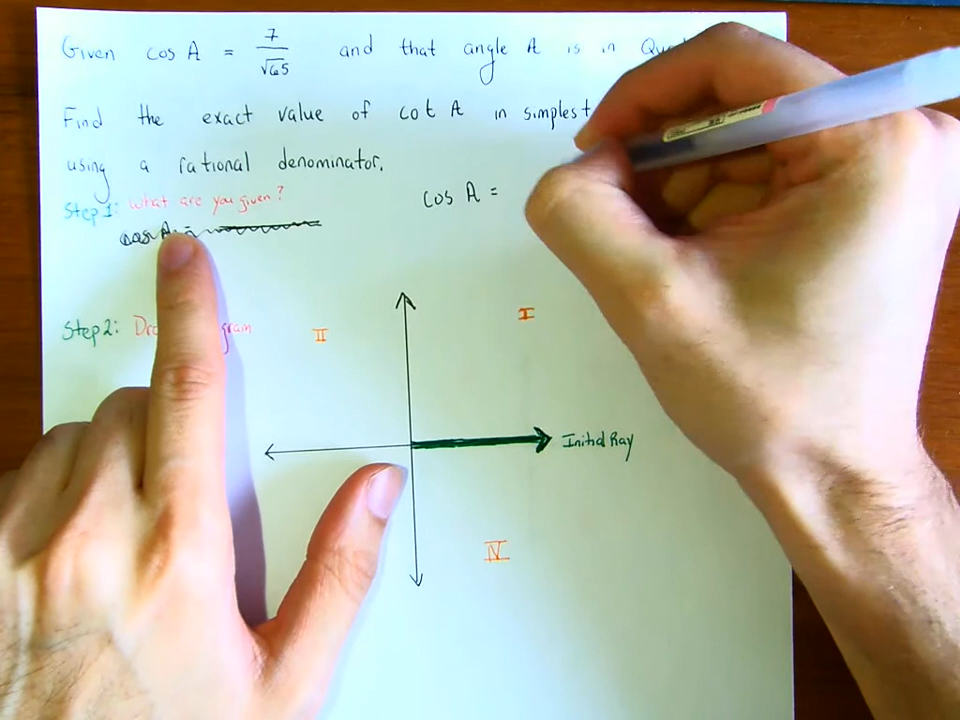 Given cos A = 7/√65 and that angle A is in
Find the exact value of cot A in simplest
using a rational denominator.
Step 1: What are you given?
cos A =
cos A =
Step 2:
II
I
Initial Ray
IV